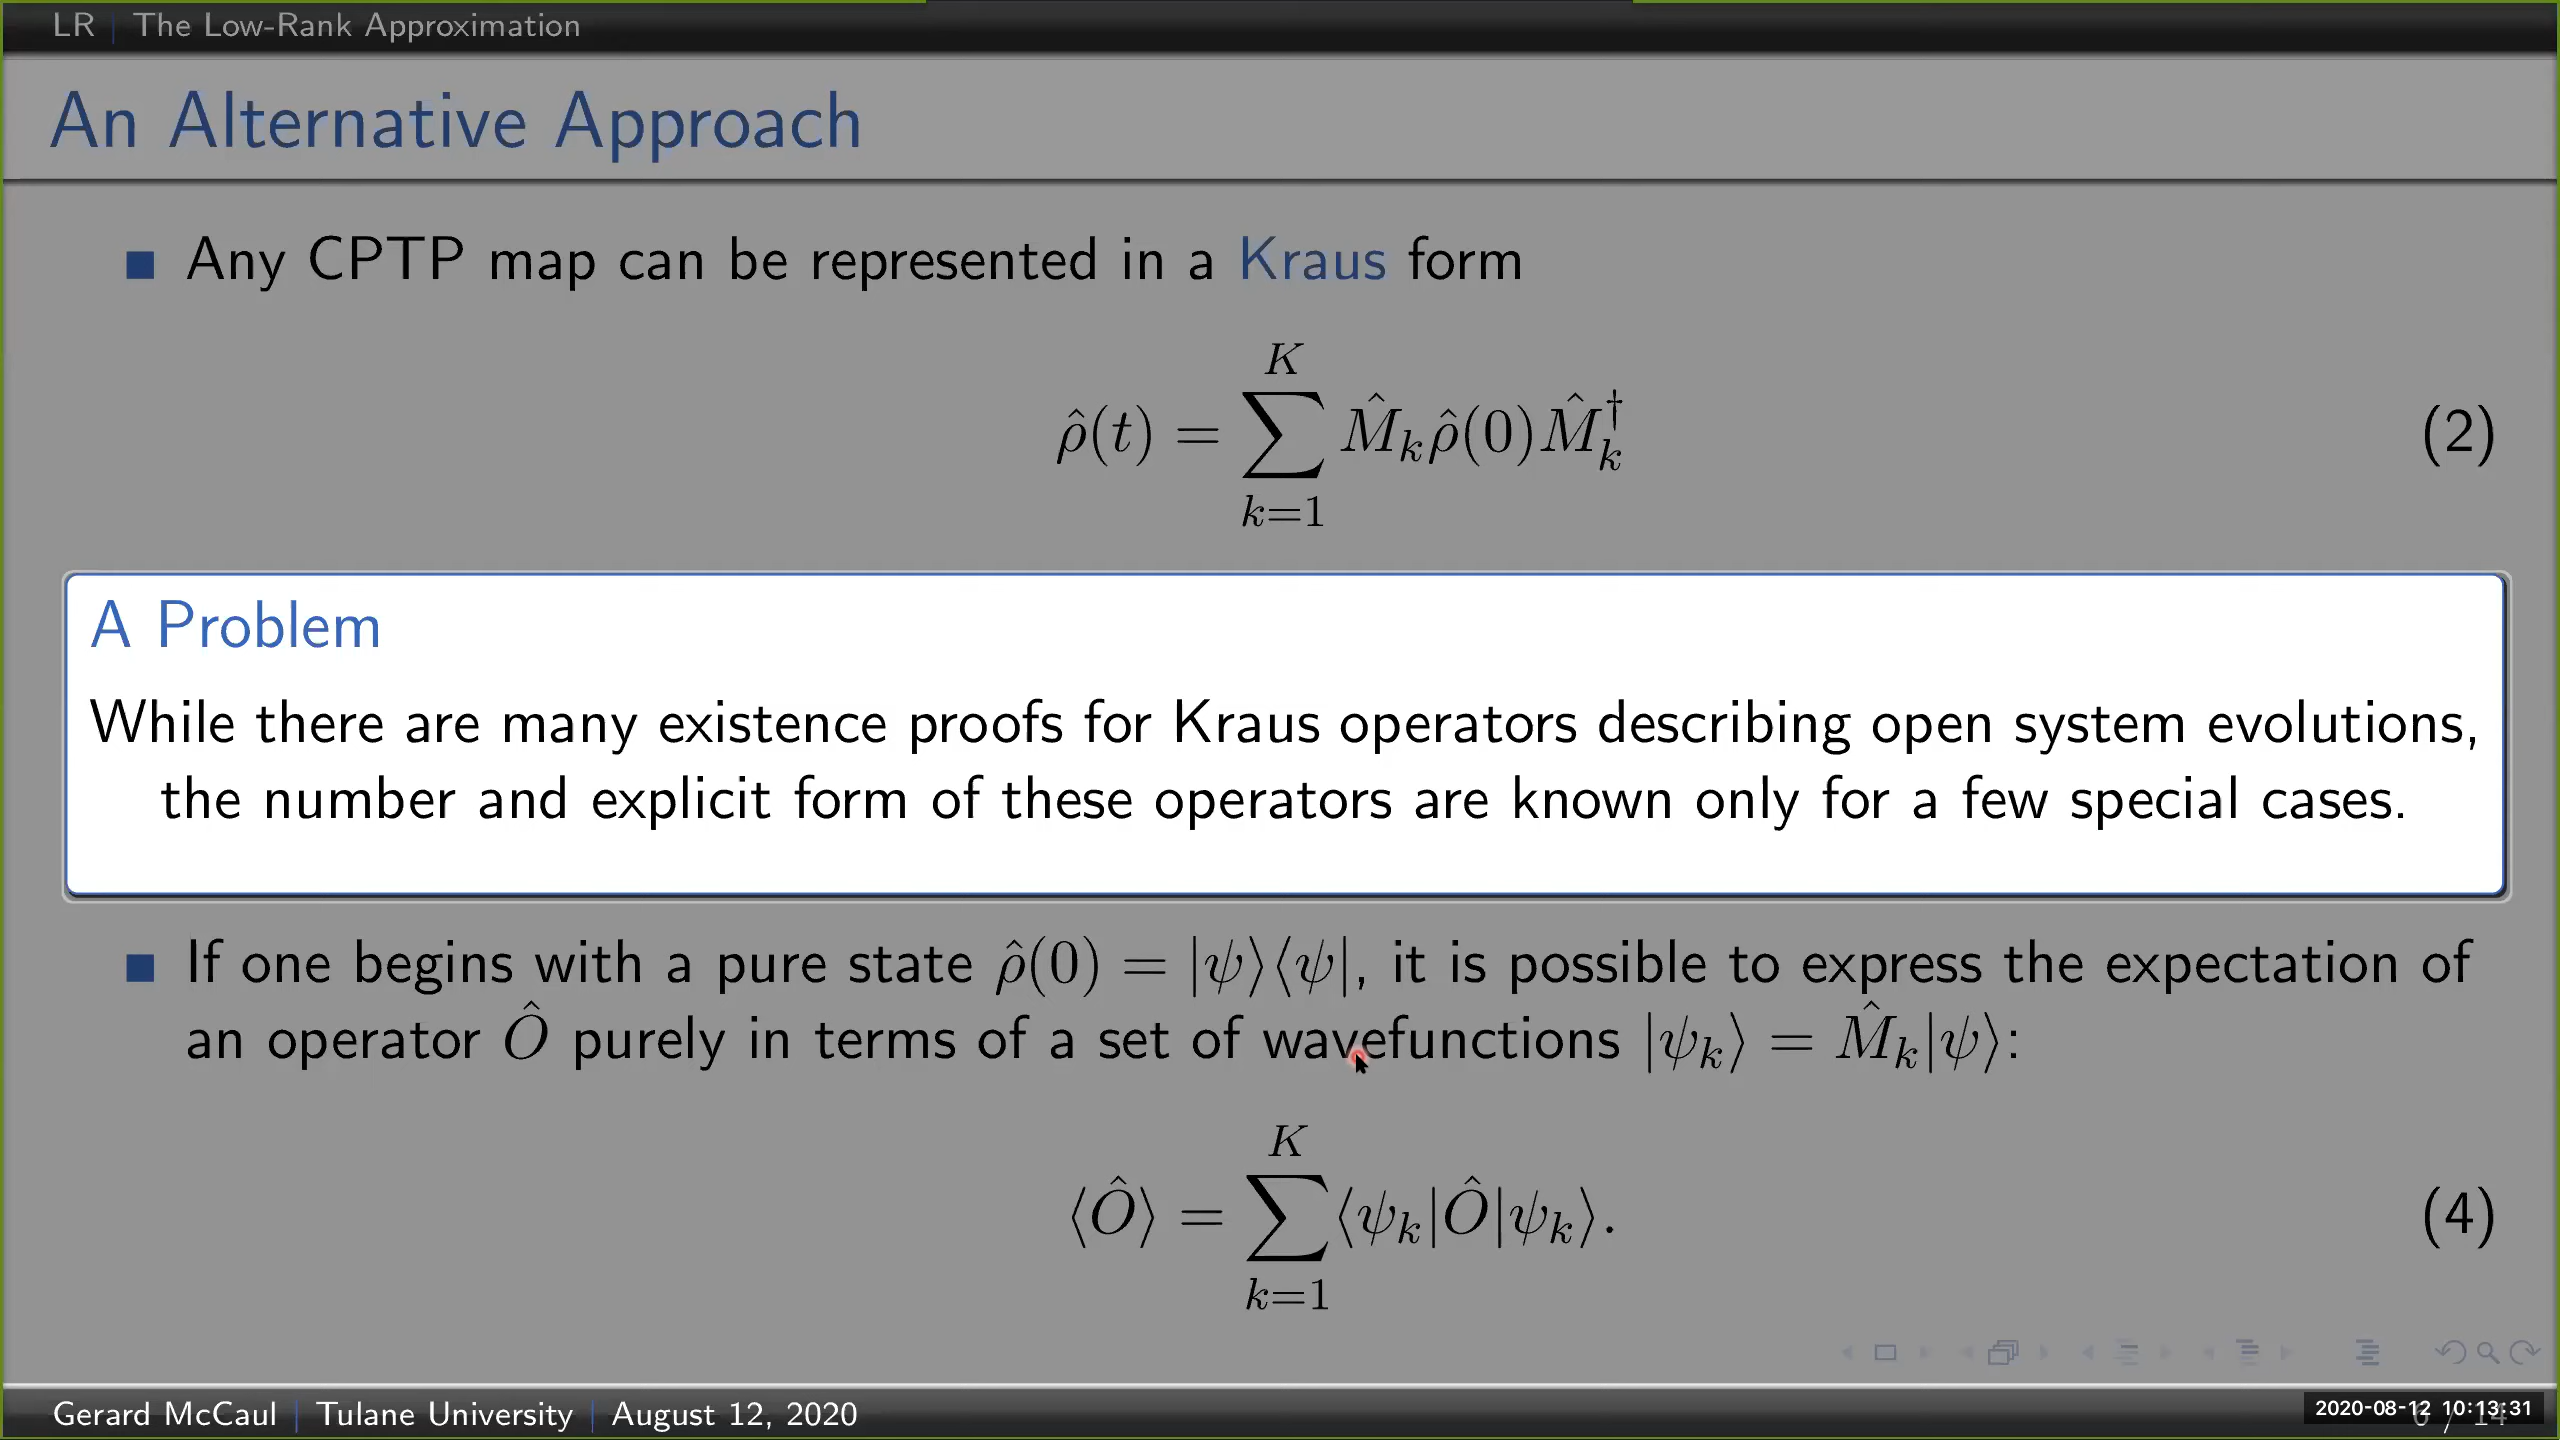 LR | The Low-Rank Approximation
An Alternative Approach
Any CPTP map can be represented in a Kraus form
ρ̂(t) = ∑_{k=1}^{K} M̂_k ρ̂(0) M̂_k^† (2)
A Problem
While there are many existence proofs for Kraus operators describing open system evolutions,
the number and explicit form of these operators are known only for a few special cases.
If one begins with a pure state ρ̂(0) = |ψ⟩⟨ψ|, it is possible to express the expectation of
an operator Ô purely in terms of a set of wavefunctions |ψ_k⟩ = M̂_k|ψ⟩:
⟨Ô⟩ = ∑_{k=1}^{K} ⟨ψ_k|Ô|ψ_k⟩. (4)
Gerard McCaul | Tulane University | August 12, 2020
2020-08-12 10:13:31
6 / 14